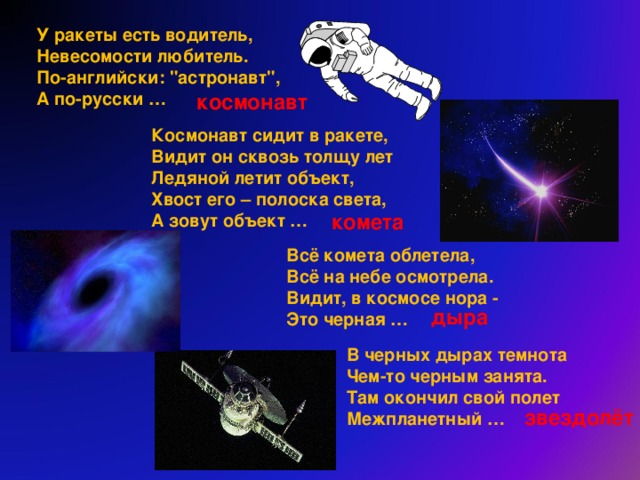 У ракеты есть водитель,
Невесомости любитель.
По-английски: "астронавт",
А по-русски … космонавт
Космонавт сидит в ракете,
Видит он сквозь толщу лет
Ледяной летит объект,
Хвост его – полоска света,
А зовут объект … комета
Всё комета облетела,
Всё на небе осмотрела.
Видит, в космосе нора -
Это черная … дыра
В черных дырах темнота
Чем-то черным занята.
Там окончил свой полет
Межпланетный … звездолёт